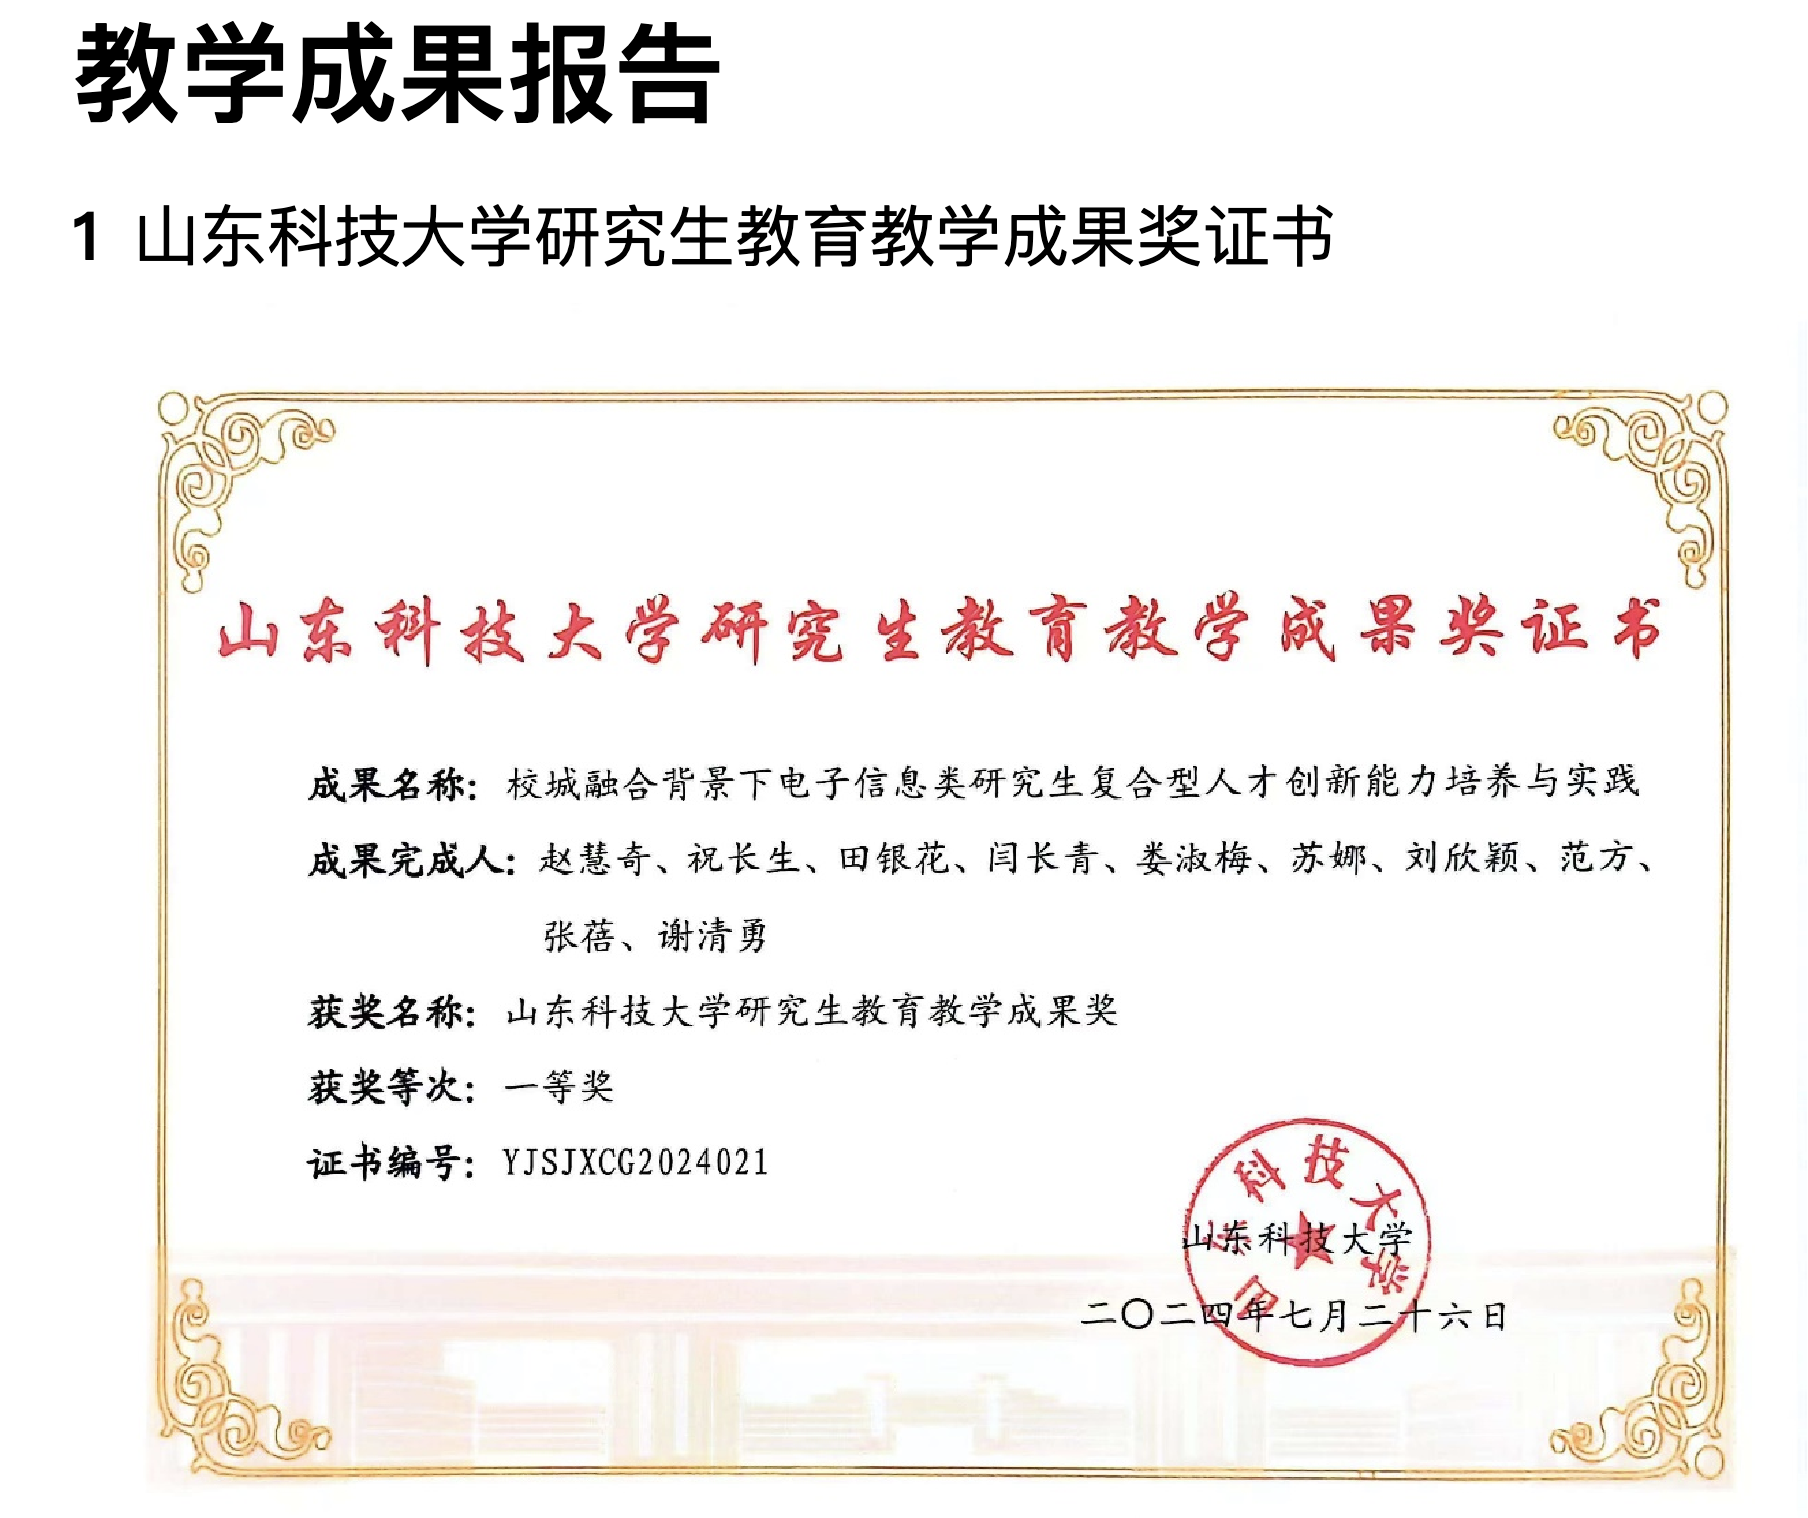 教学成果报告
1 山东科技大学研究生教育教学成果奖证书
山东科技大学研究生教育教学成果奖证书
成果名称：校城融合背景下电子信息类研究生复合型人才创新能力培养与实践
成果完成人：赵慧奇、祝长生、田银花、闫长青、娄淑梅、苏娜、刘欣颖、范方、
张蓓、谢清勇
获奖名称：山东科技大学研究生教育教学成果奖
获奖等次：一等奖
证书编号：YJSJXCG2024021
山东科技大学
山东科技大学
二〇二四年七月二十六日